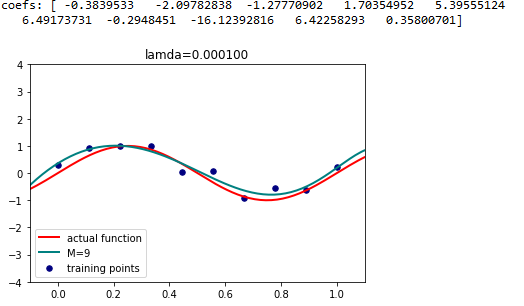 coefs: [ -0.3839533 -2.09782838 -1.27770902 1.70354952 5.39555124
6.49173731 -0.2948451 -16.12392816 6.42258293 0.35800701]
lamda=0.000100
4
3
2
1
0
-1
-2
-3
-4
actual function
M=9
training points
0.0 0.2 0.4 0.6 0.8 1.0